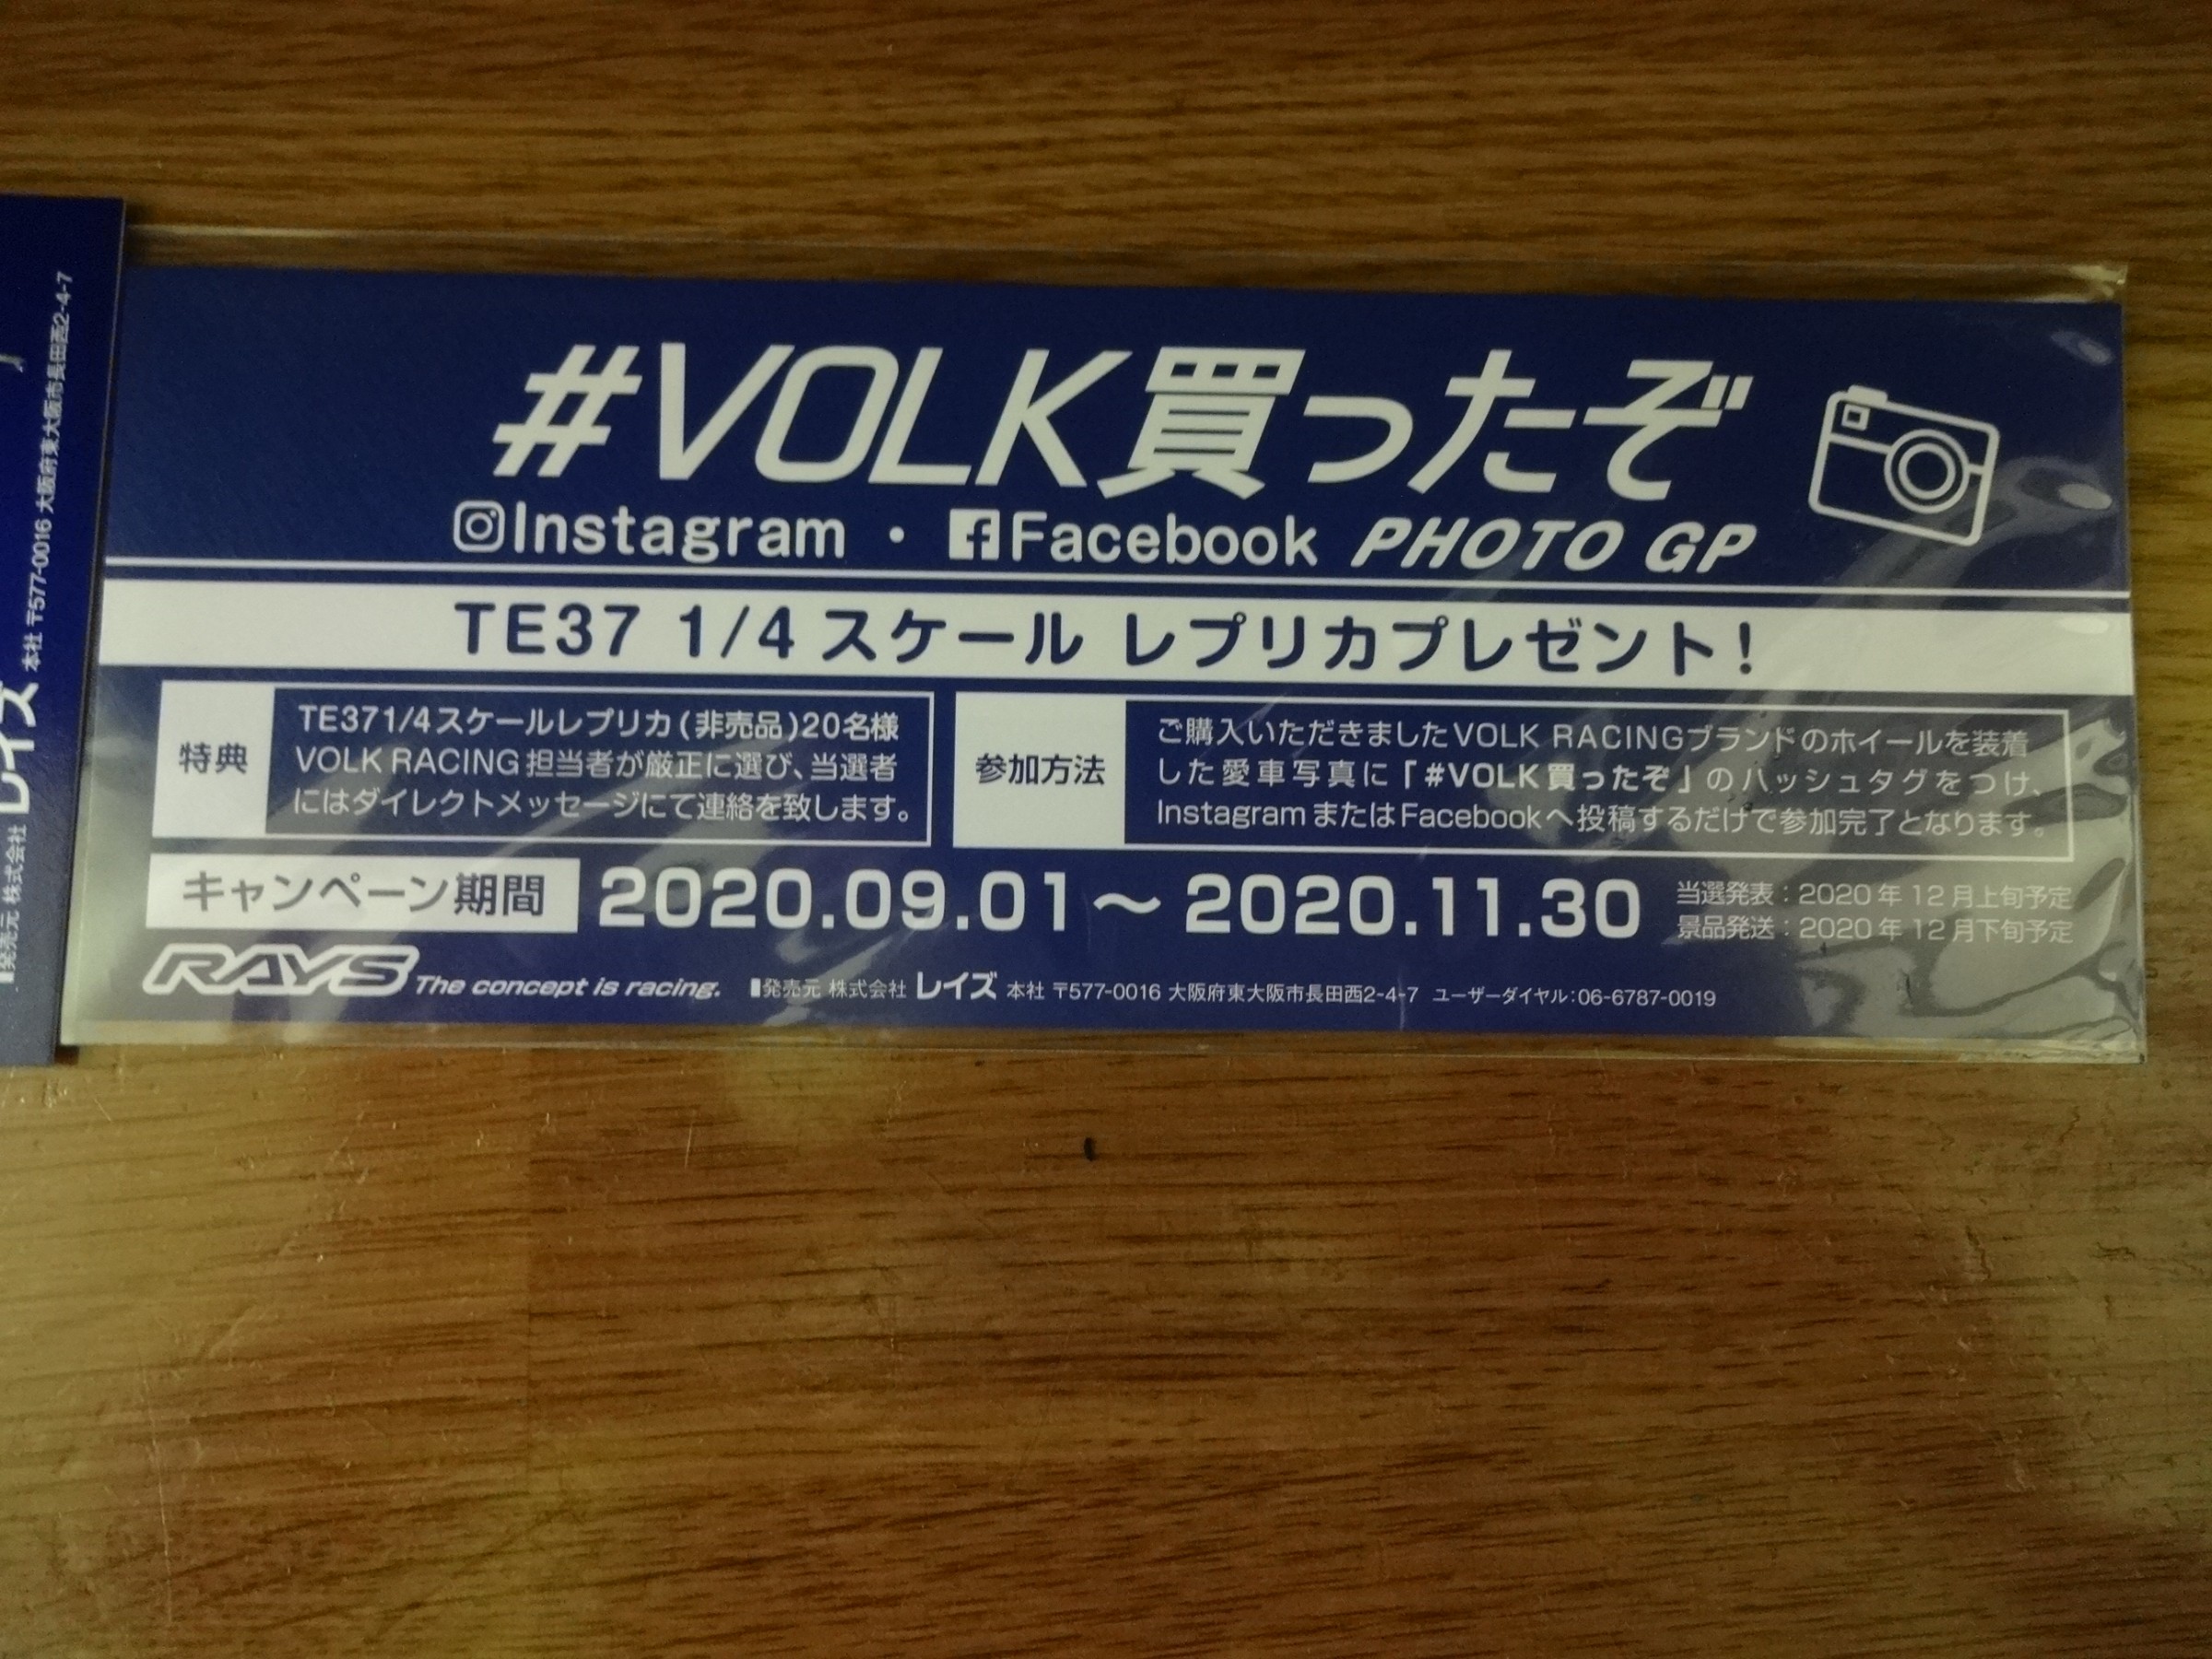 #VOLK買ったぞ
Instagram・Facebook PHOTO GP
TE37 1/4 スケール レプリカプレゼント!
特典
TE371/4スケールレプリカ(非売品)20名様
VOLK RACING担当者が厳正に選び、当選者
にはダイレクトメッセージにて連絡を致します。
参加方法
ご購入いただきましたVOLK RACINGブランドのホイールを装着
した愛車写真に「#VOLK買ったぞ」のハッシュタグをつけ、
InstagramまたはFacebookへ投稿するだけで参加完了となります。
キャンペーン期間 2020.09.01〜2020.11.30
当選発表:2020年12月上旬予定
景品発送:2020年12月下旬予定
RAYS The concept is racing. ▮発売元 株式会社 レイズ 本社 〒577-0016 大阪府東大阪市長田西2-4-7 ユーザーダイヤル:06-6787-0019
▮発売元 株式会社 レイズ 本社 〒577-0016 大阪府東大阪市長田西2-4-7